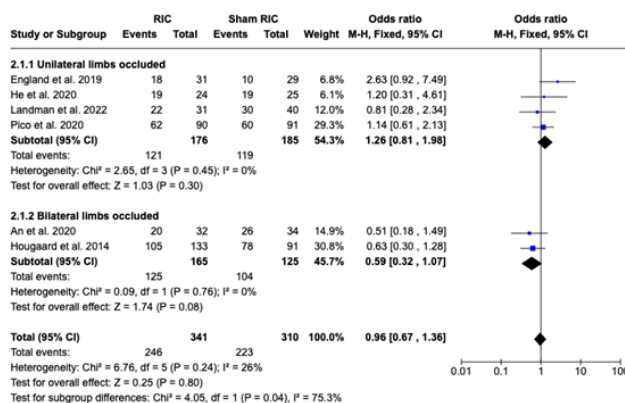 RIC Sham RIC Odds ratio Odds ratio
Study or Subgroup Events Total Events Total Weight M-H, Fixed, 95% CI M-H, Fixed, 95% CI
2.1.1 Unilateral limbs occluded
England et al. 2019 18 31 10 29 6.8% 2.63 [0.92, 7.49]
He et al. 2020 19 24 19 25 6.1% 1.20 [0.31, 4.61]
Landman et al. 2022 22 31 30 40 12.0% 0.81 [0.28, 2.34]
Pico et al. 2020 62 90 60 91 29.3% 1.14 [0.61, 2.13]
Subtotal (95% CI) 176 185 54.3% 1.26 [0.81, 1.98]
Total events: 121 119
Heterogeneity: Chi² = 2.65, df = 3 (P = 0.45); I² = 0%
Test for overall effect: Z = 1.03 (P = 0.30)
2.1.2 Bilateral limbs occluded
An et al. 2020 20 32 26 34 14.9% 0.51 [0.18, 1.49]
Hougaard et al. 2014 105 133 78 91 30.8% 0.63 [0.30, 1.28]
Subtotal (95% CI) 165 125 45.7% 0.59 [0.32, 1.07]
Total events: 125 104
Heterogeneity: Chi² = 0.09, df = 1 (P = 0.76); I² = 0%
Test for overall effect: Z = 1.74 (P = 0.08)
Total (95% CI) 341 310 100.0% 0.96 [0.67, 1.36]
Total events: 246 223
Heterogeneity: Chi² = 6.76, df = 5 (P = 0.24); I² = 26%
Test for overall effect: Z = 0.25 (P = 0.80)
Test for subgroup differences: Chi² = 4.05, df = 1 (P = 0.04), I² = 75.3%
0.01 0.1 1 10 100